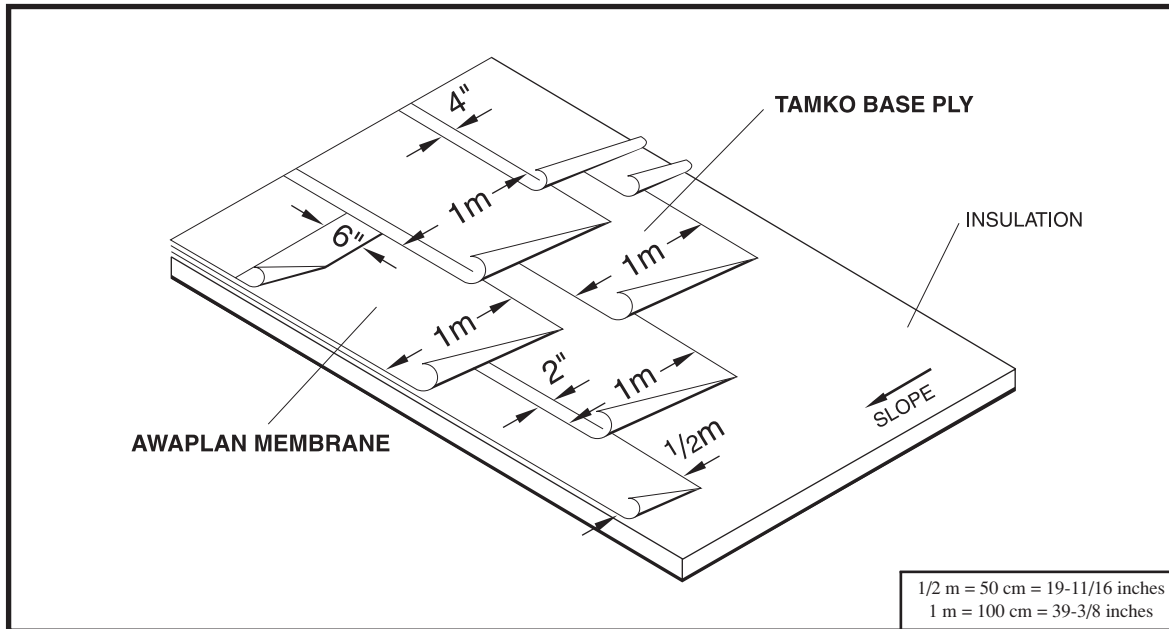 4"
TAMKO BASE PLY
1m
INSULATION
6"
1m
1m
2"
1m
SLOPE
AWAPLAN MEMBRANE
1/2m
1/2 m = 50 cm = 19-11/16 inches
1 m = 100 cm = 39-3/8 inches